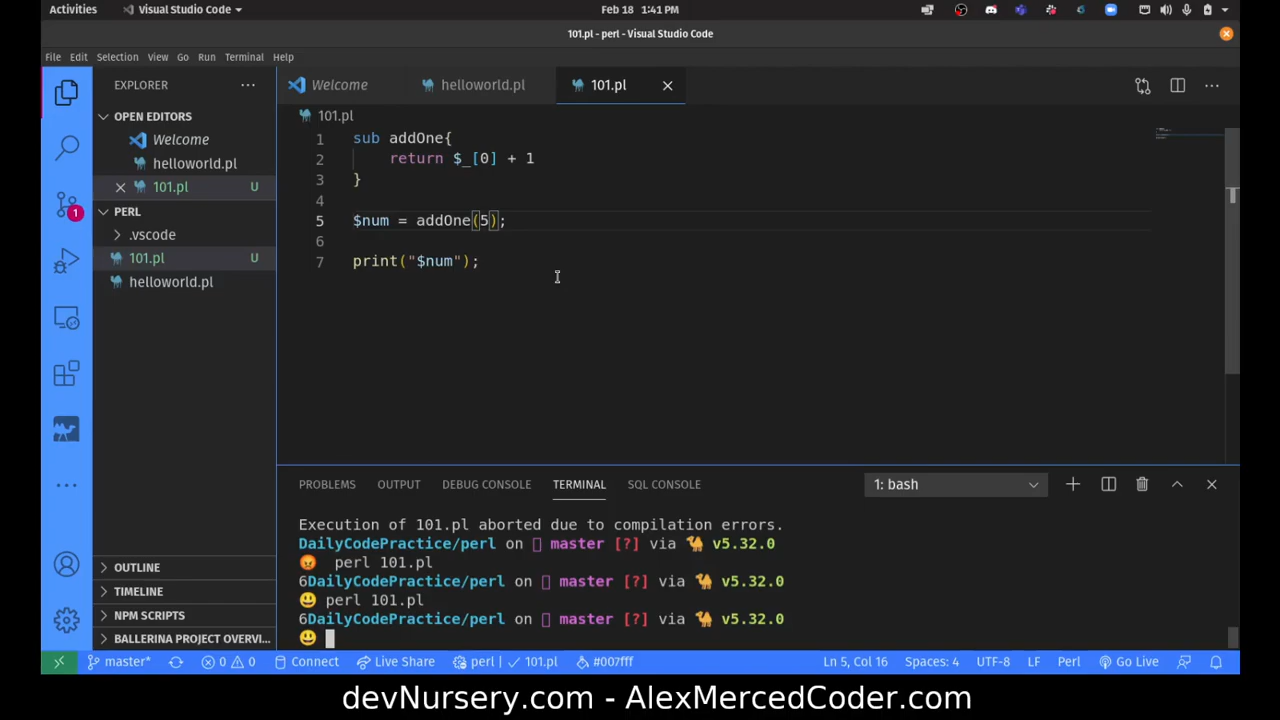 Activities
Visual Studio Code
Feb 18 1:41 PM
101.pl - perl - Visual Studio Code
File Edit Selection View Go Run Terminal Help
EXPLORER
Welcome
helloworld.pl
101.pl
OPEN EDITORS
Welcome
helloworld.pl
101.pl U
PERL
.vscode
101.pl U
helloworld.pl
OUTLINE
TIMELINE
NPM SCRIPTS
BALLERINA PROJECT OVERVI...
1
101.pl
1 sub addOne{
2 return $_[0] + 1
3 }
4
5 $num = addOne(5);
6
7 print("$num");
PROBLEMS OUTPUT DEBUG CONSOLE TERMINAL SQL CONSOLE
1: bash
Execution of 101.pl aborted due to compilation errors.
DailyCodePractice/perl on master [?] via 🐪 v5.32.0
😡 perl 101.pl
6DailyCodePractice/perl on master [?] via 🐪 v5.32.0
😃 perl 101.pl
6DailyCodePractice/perl on master [?] via 🐪 v5.32.0
😃
master* 0 0 Connect Live Share perl | ✓ 101.pl #007fff Ln 5, Col 16 Spaces: 4 UTF-8 LF Perl Go Live
devNursery.com - AlexMercedCoder.com